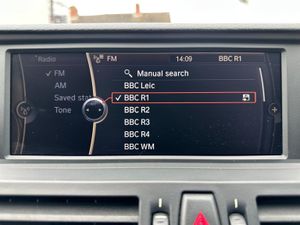 Radio
FM
14:09
BBC R1
FM
AM
Saved stat
Tone
Manual search
BBC Leic
BBC R1
BBC R2
BBC R3
BBC R4
BBC WM